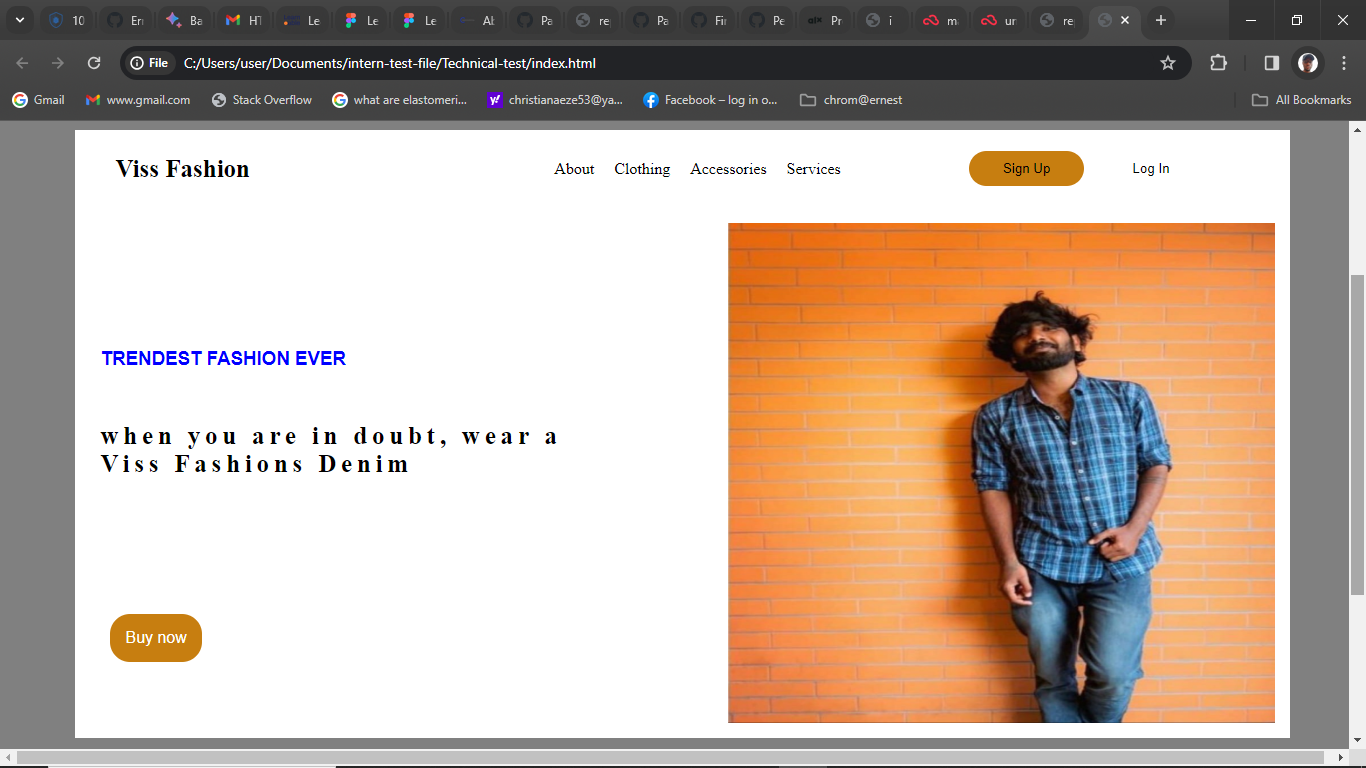 10
Er
Ba
HT
Le
Le
Le
Al
Pa
re
Pa
Fir
Pe
Pr
i
m
ur
re
File C:/Users/user/Documents/intern-test-file/Technical-test/index.html
Gmail www.gmail.com Stack Overflow what are elastomeri... christianaeze53@ya... Facebook – log in o... chrom@ernest All Bookmarks
Viss Fashion About Clothing Accessories Services Sign Up Log In
TRENDEST FASHION EVER
when you are in doubt, wear a
Viss Fashions Denim
Buy now